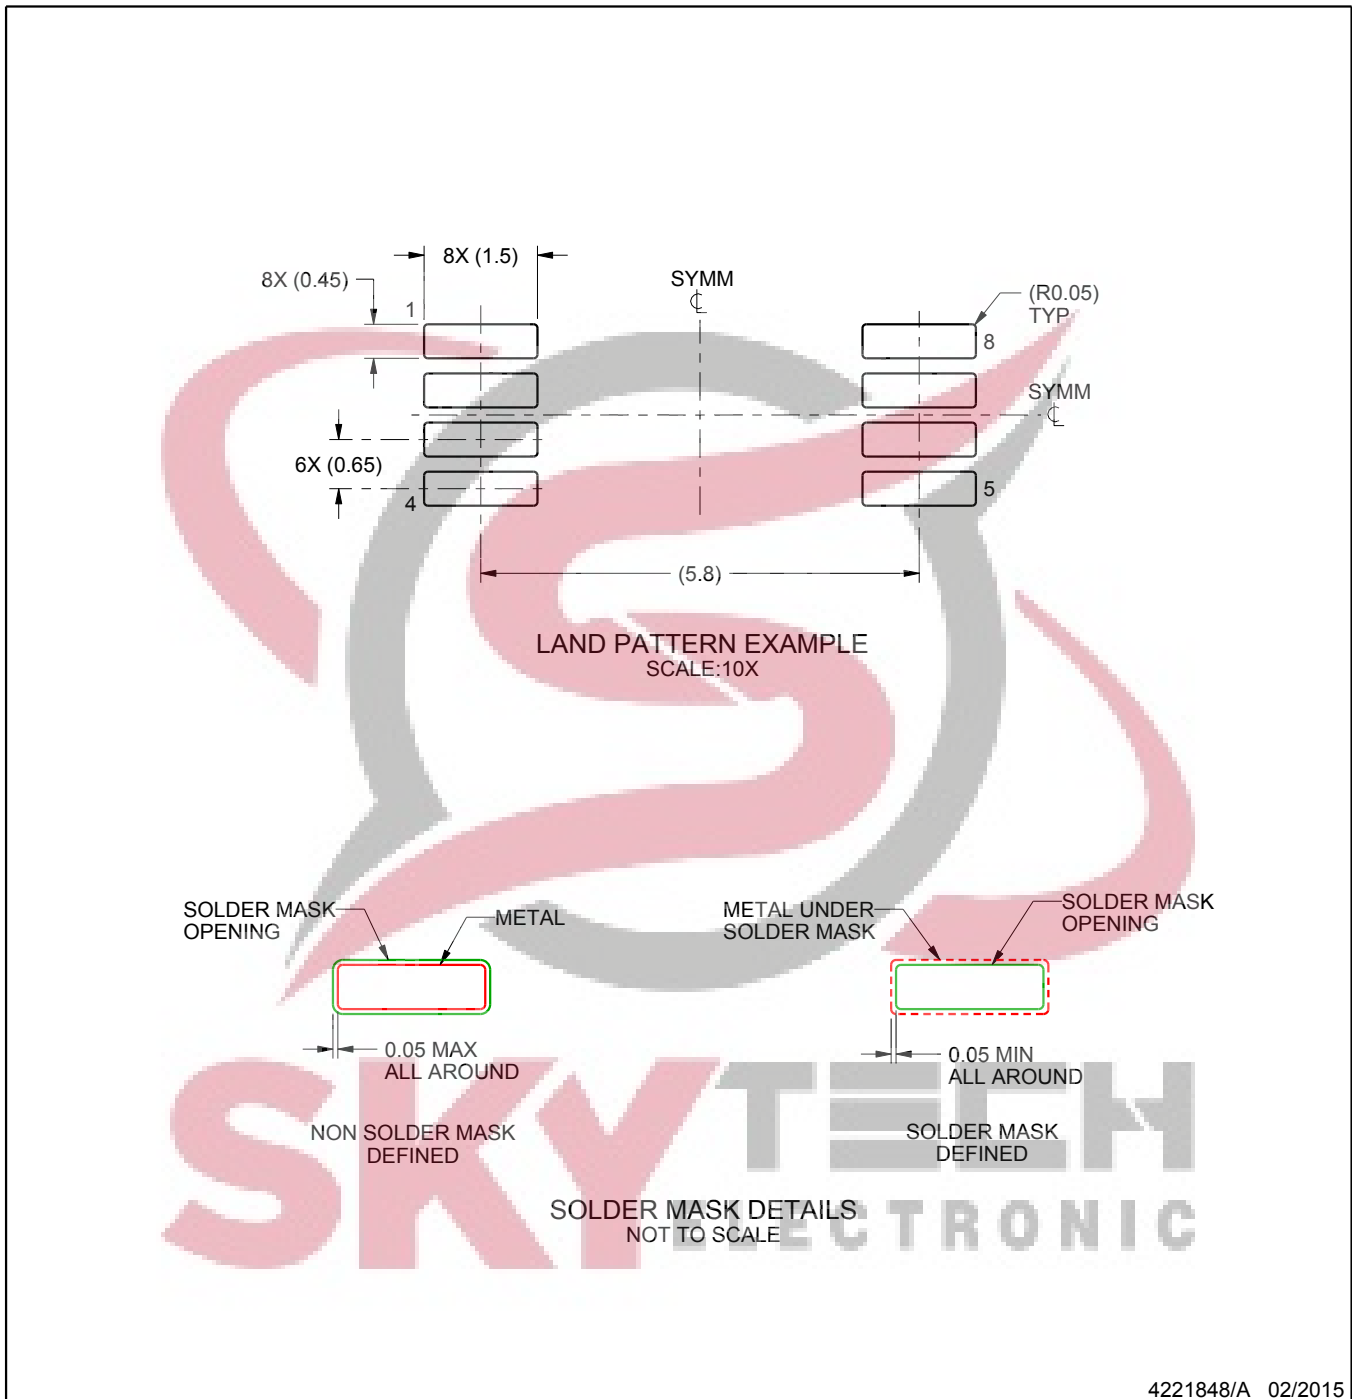 8X (1.5)
8X (0.45)
SYMM
CL
(R0.05)
TYP
1
8
SYMM
CL
6X (0.65)
4
5
(5.8)
LAND PATTERN EXAMPLE
SCALE:10X
SOLDER MASK
OPENING
METAL
METAL UNDER
SOLDER MASK
SOLDER MASK
OPENING
0.05 MAX
ALL AROUND
0.05 MIN
ALL AROUND
NON SOLDER MASK
DEFINED
SOLDER MASK
DEFINED
SOLDER MASK DETAILS
NOT TO SCALE
SKYTECH
ELECTRONIC
4221848/A 02/2015